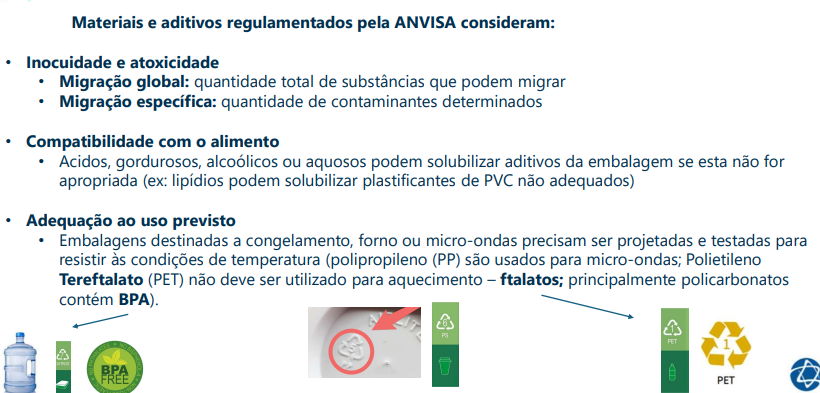 Materiais e aditivos regulamentados pela ANVISA consideram:
• Inocuidade e atoxicidade
• Migração global: quantidade total de substâncias que podem migrar
• Migração específica: quantidade de contaminantes determinados
• Compatibilidade com o alimento
• Acidos, gordurosos, alcoólicos ou aquosos podem solubilizar aditivos da embalagem se esta não for
apropriada (ex: lipídios podem solubilizar plastificantes de PVC não adequados)
• Adequação ao uso previsto
• Embalagens destinadas a congelamento, forno ou micro-ondas precisam ser projetadas e testadas para
resistir às condições de temperatura (polipropileno (PP) são usados para micro-ondas; Polietileno
Tereftalato (PET) não deve ser utilizado para aquecimento – ftalatos; principalmente policarbonatos
contém BPA).
BPA
FREE
6
PS
1
PET
1
PET